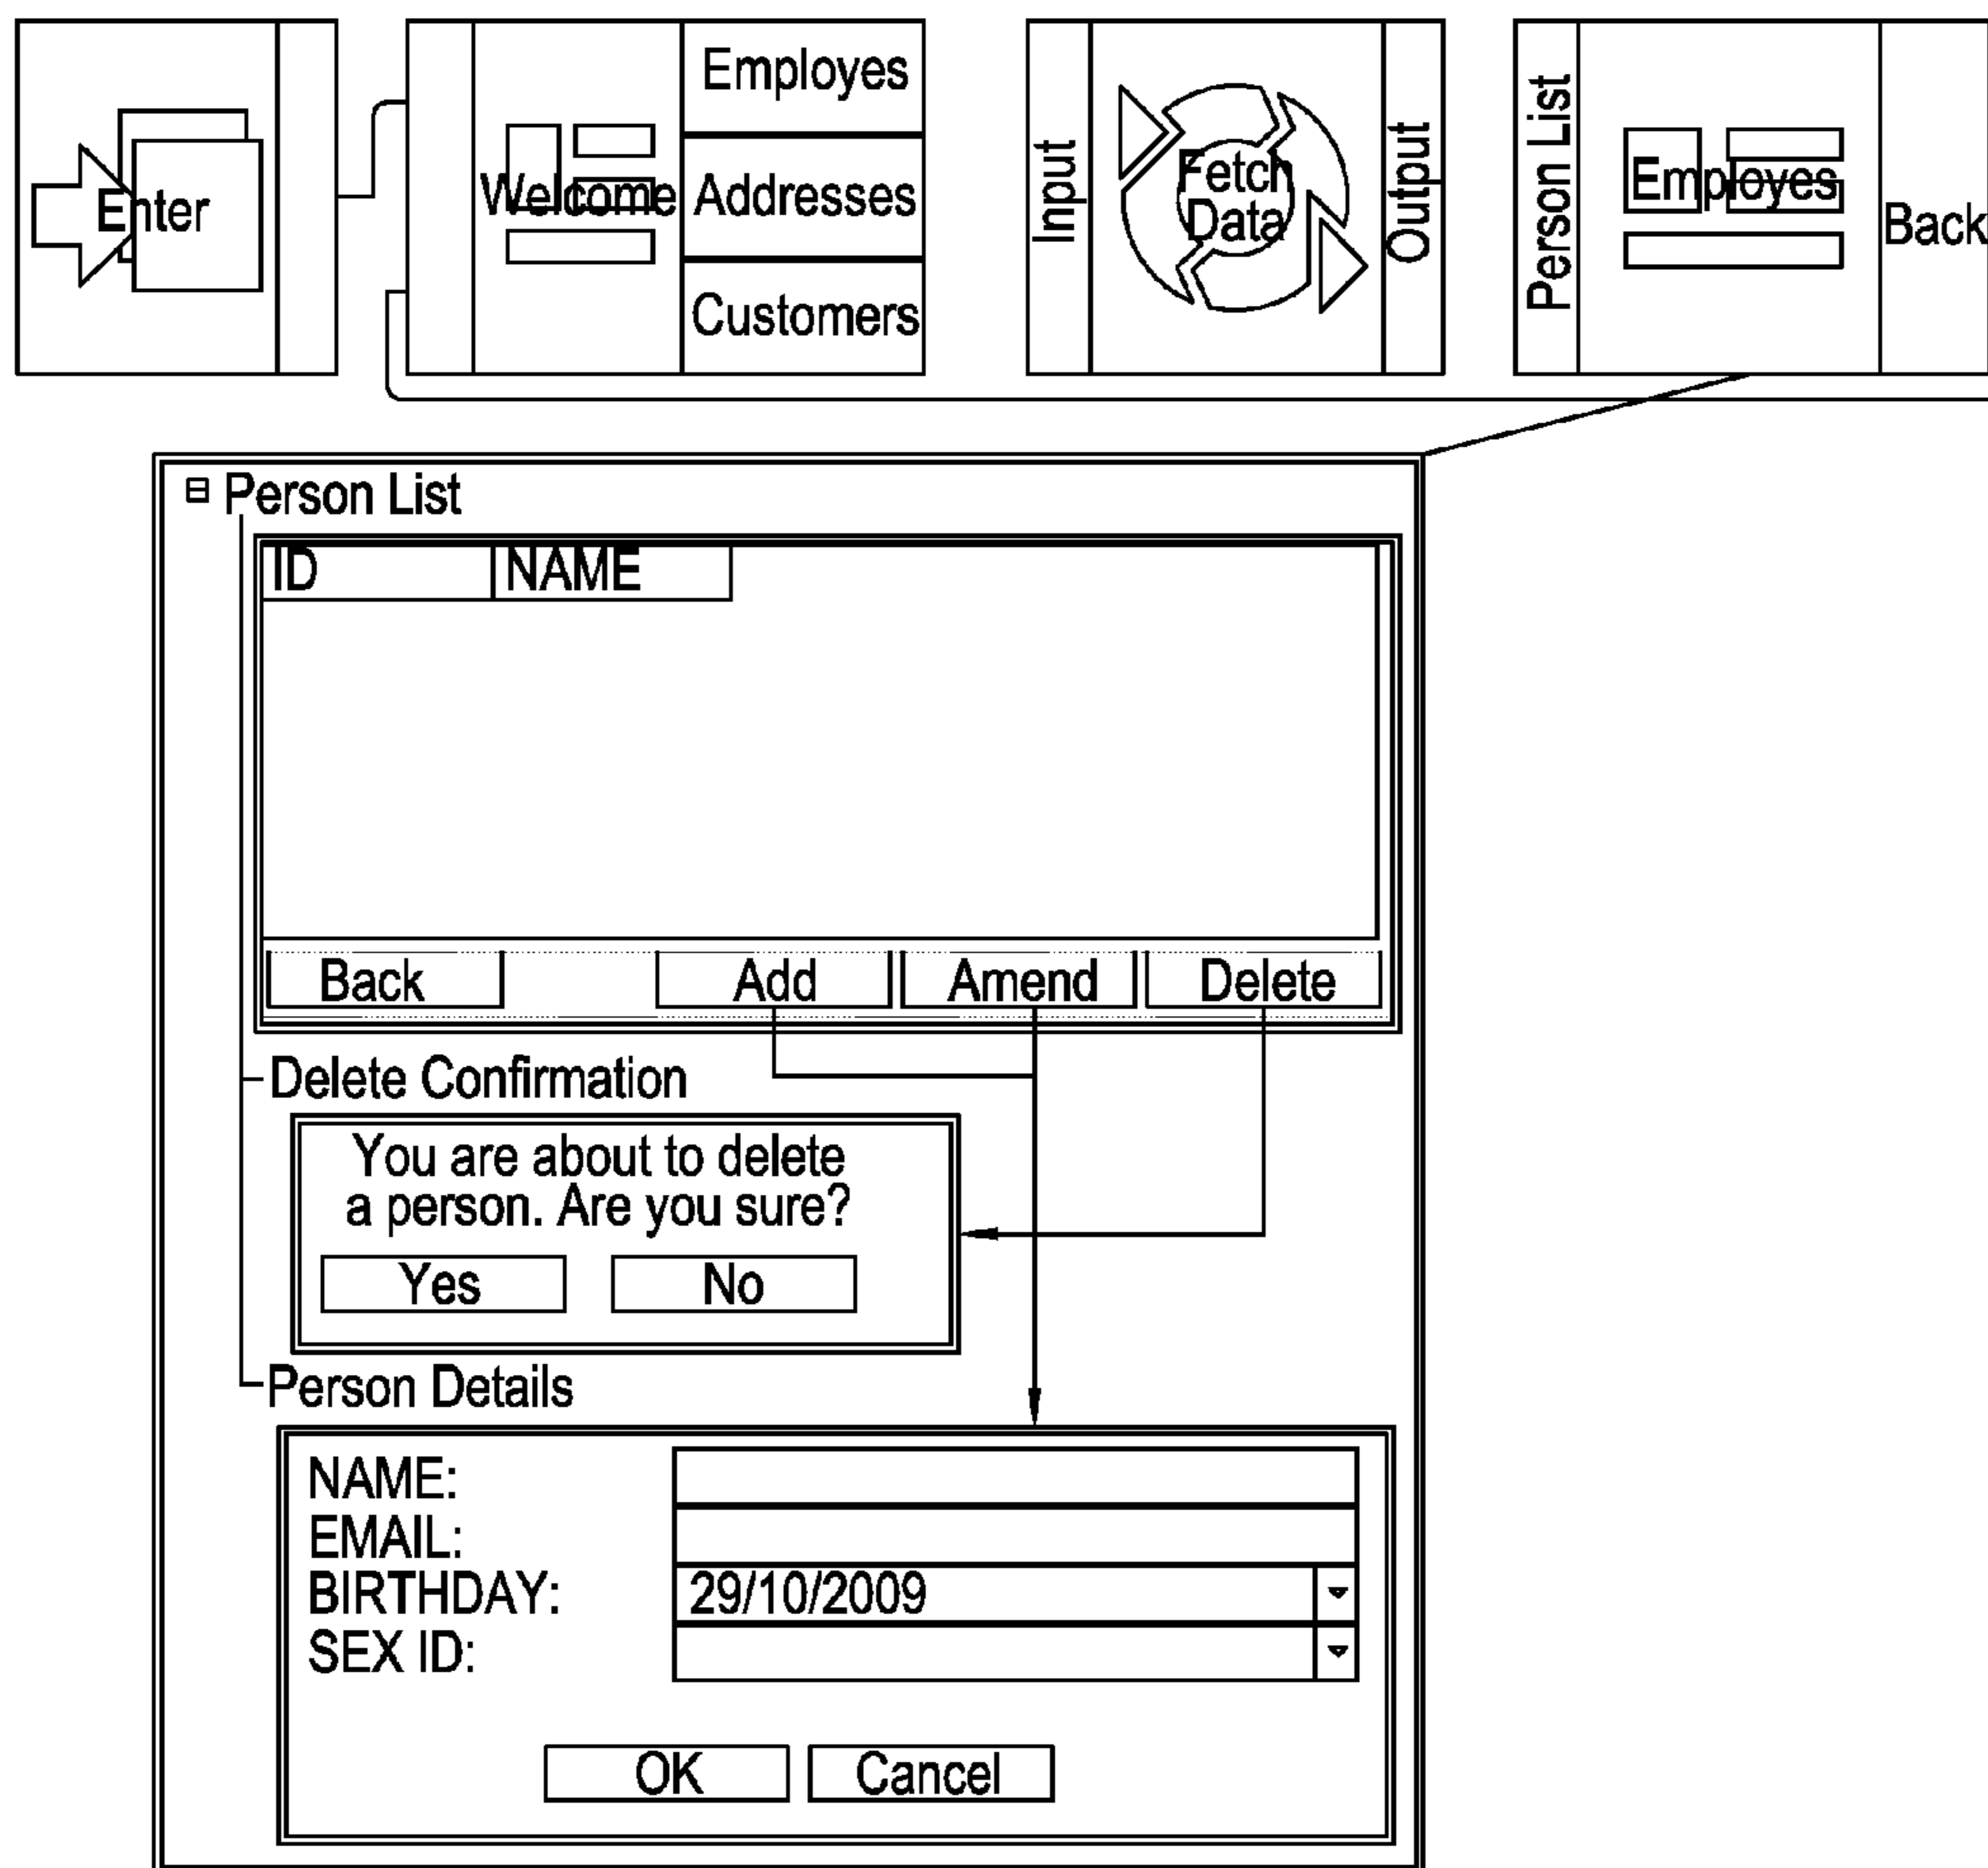 Enter
Welcome
Employes
Addresses
Customers
Input
Fetch
Data
Output
Person List
Employes
Back
Person List
ID NAME
Back Add Amend Delete
Delete Confirmation
You are about to delete
a person. Are you sure?
Yes No
Person Details
NAME:
EMAIL:
BIRTHDAY: 29/10/2009
SEX ID:
OK Cancel